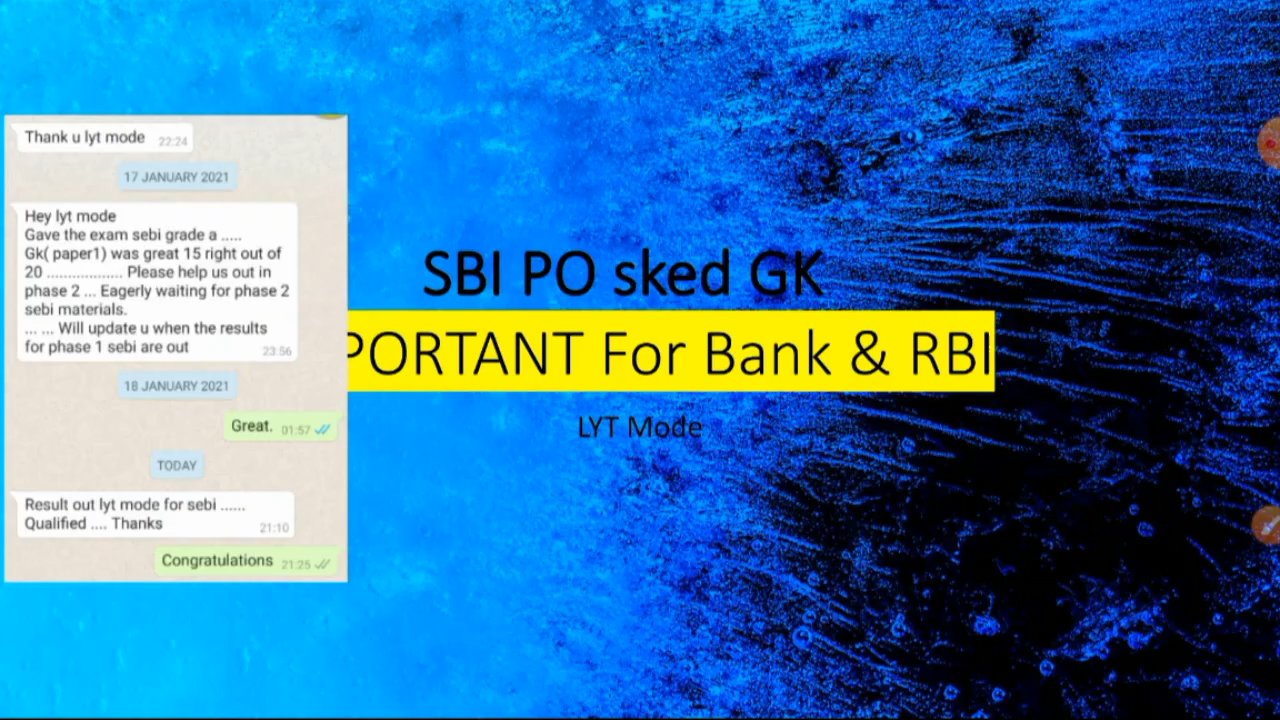 Thank u lyt mode 22:24
17 JANUARY 2021
Hey lyt mode
Gave the exam sebi grade a .....
Gk( paper1) was great 15 right out of
20 .................. Please help us out in
phase 2 ... Eagerly waiting for phase 2
sebi materials.
... ... Will update u when the results
for phase 1 sebi are out 23:56
18 JANUARY 2021
Great. 01:57
TODAY
Result out lyt mode for sebi ......
Qualified .... Thanks 21:10
Congratulations 21:25
SBI PO sked GK
PORTANT For Bank & RBI
LYT Mode